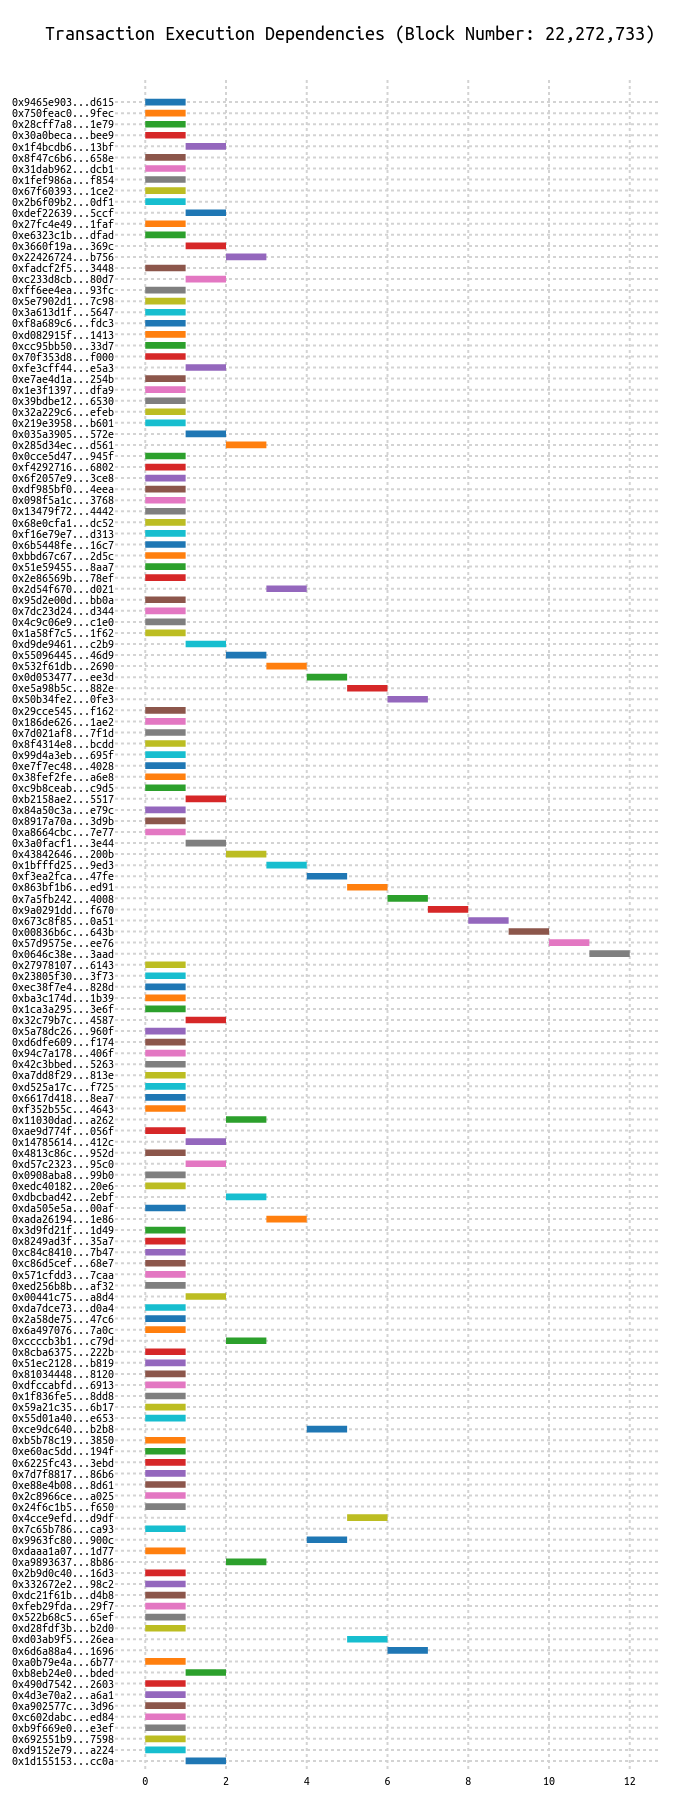 Transaction Execution Dependencies (Block Number: 22,272,733)
0x9465e903...d615
0x750feac0...9fec
0x28cff7a8...1e79
0x30a0beca...bee9
0x1f4bcdb6...13bf
0x8f47c6b6...658e
0x31dab962...dcb1
0x1fef986a...f854
0x67f60393...1ce2
0x2b6f09b2...0df1
0xdef22639...5ccf
0x27fc4e49...1faf
0xe6323c1b...dfad
0x3660f19a...369c
0x22426724...b756
0xfadcf2f5...3448
0xc233d8cb...80d7
0xff6ee4ea...93fc
0x5e7902d1...7c98
0x3a613d1f...5647
0xf8a689c6...fdc3
0xd082915f...1413
0xcc95bb50...33d7
0x70f353d8...f000
0xfe3cff44...e5a3
0xe7ae4d1a...254b
0x1e3f1397...dfa9
0x39bdbe12...6530
0x32a229c6...efeb
0x219e3958...b601
0x035a3905...572e
0x285d34ec...d561
0x0cce5d47...945f
0xf4292716...6802
0x6f2057e9...3ce8
0xdf985bf0...4eea
0x098f5a1c...3768
0x13479f72...4442
0x68e0cfa1...dc52
0xf16e79e7...d313
0x6b5448fe...16c7
0xbbd67c67...2d5c
0x51e59455...8aa7
0x2e86569b...78ef
0x2d54f670...d021
0x95d2e00d...bb0a
0x7dc23d24...d344
0x4c9c06e9...c1e0
0x1a58f7c5...1f62
0xd9de9461...c2b9
0x55096445...46d9
0x532f61db...2690
0x0d053477...ee3d
0xe5a98b5c...882e
0x50b34fe2...0fe3
0x29cce545...f162
0x186de626...1ae2
0x7d021af8...7f1d
0x8f4314e8...bcdd
0x99d4a3eb...695f
0xe7f7ec48...4028
0x38fef2fe...a6e8
0xc9b8ceab...c9d5
0xb2158ae2...5517
0x84a50c3a...e79c
0x8917a70a...3d9b
0xa8664cbc...7e77
0x3a0facf1...3e44
0x43842646...200b
0x1bfffd25...9ed3
0xf3ea2fca...47fe
0x863bf1b6...ed91
0x7a5fb242...4008
0x9a0291dd...f670
0x673c8f85...0a51
0x00836b6c...643b
0x57d9575e...ee76
0x0646c38e...3aad
0x27978107...6143
0x23805f30...3f73
0xec38f7e4...828d
0xba3c174d...1b39
0x1ca3a295...3e6f
0x32c79b7c...4587
0x5a78dc26...960f
0xd6dfe609...f174
0x94c7a178...406f
0x42c3bbed...5263
0xa7dd8f29...813e
0xd525a17c...f725
0x6617d418...8ea7
0xf352b55c...4643
0x11030dad...a262
0xae9d774f...056f
0x14785614...412c
0x4813c86c...952d
0xd57c2323...95c0
0x0908aba8...99b0
0xedc40182...20e6
0xdbcbad42...2ebf
0xda505e5a...00af
0xada26194...1e86
0x3d9fd21f...1d49
0x8249ad3f...35a7
0xc84c8410...7b47
0xc86d5cef...68e7
0x571cfdd3...7caa
0xed256b8b...af32
0x00441c75...a8d4
0xda7dce73...d0a4
0x2a58de75...47c6
0x6a497076...7a0c
0xccccb3b1...c79d
0x8cba6375...222b
0x51ec2128...b819
0x81034448...8120
0xdfccabfd...6913
0x1f836fe5...8dd8
0x59a21c35...6b17
0x55d01a40...e653
0xce9dc640...b2b8
0xb5b78c19...3850
0xe60ac5dd...194f
0x6225fc43...3ebd
0x7d7f8817...86b6
0xe88e4b08...8d61
0x2c8966ce...a025
0x24f6c1b5...f650
0x4cce9efd...d9df
0x7c65b786...ca93
0x9963fc80...900c
0xdaaa1a07...1d77
0xa9893637...8b86
0x2b9d0c40...16d3
0x332672e2...98c2
0xdc21f61b...d4b8
0xfeb29fda...29f7
0x522b68c5...65ef
0xd28fdf3b...b2d0
0xd03ab9f5...26ea
0x6d6a88a4...1696
0xa0b79e4a...6b77
0xb8eb24e0...bded
0x490d7542...2603
0x4d3e70a2...a6a1
0xa902577c...3d96
0xc602dabc...ed84
0xb9f669e0...e3ef
0x692551b9...7598
0xd9152e79...a224
0x1d155153...cc0a
0 2 4 6 8 10 12